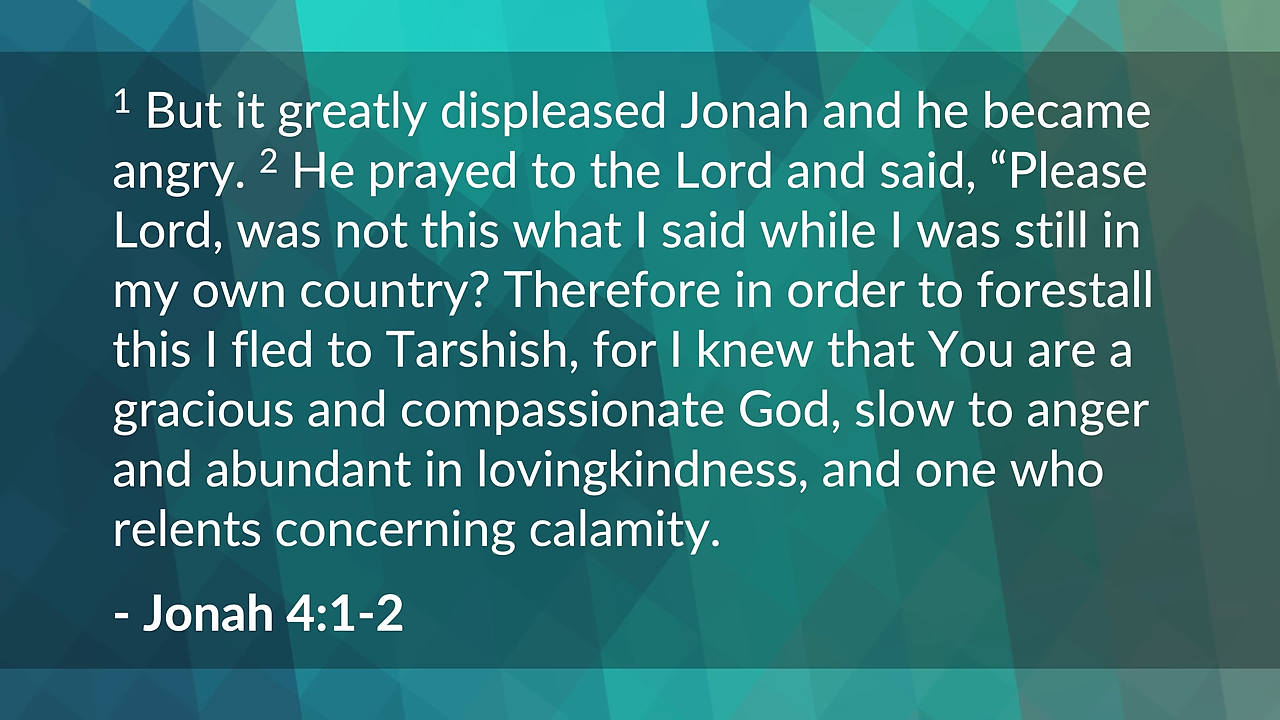 ¹ But it greatly displeased Jonah and he became
angry. ² He prayed to the Lord and said, “Please
Lord, was not this what I said while I was still in
my own country? Therefore in order to forestall
this I fled to Tarshish, for I knew that You are a
gracious and compassionate God, slow to anger
and abundant in lovingkindness, and one who
relents concerning calamity.
- Jonah 4:1-2